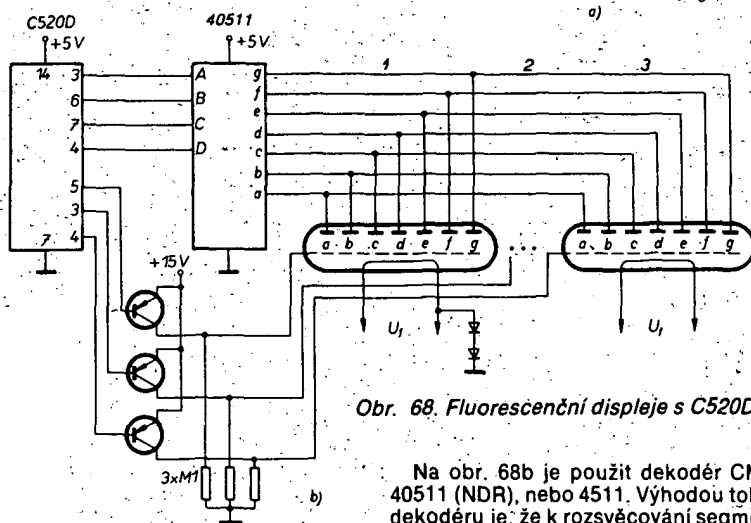 a)
C520D
40511
+5V
+5V
14
3
6
7
4
5
3
4
7
A
B
C
D
g
f
e
d
c
b
a
1
2
3
a b c d e f g
...
a b c d e f g
+15V
Uf
Uf
3xM1
b)
Obr. 68. Fluorescenční displeje s C520D
Na obr. 68b je použit dekodér
40511 (NDR), nebo 4511. Výhodou
dekodéru je, že k rozsvěcování